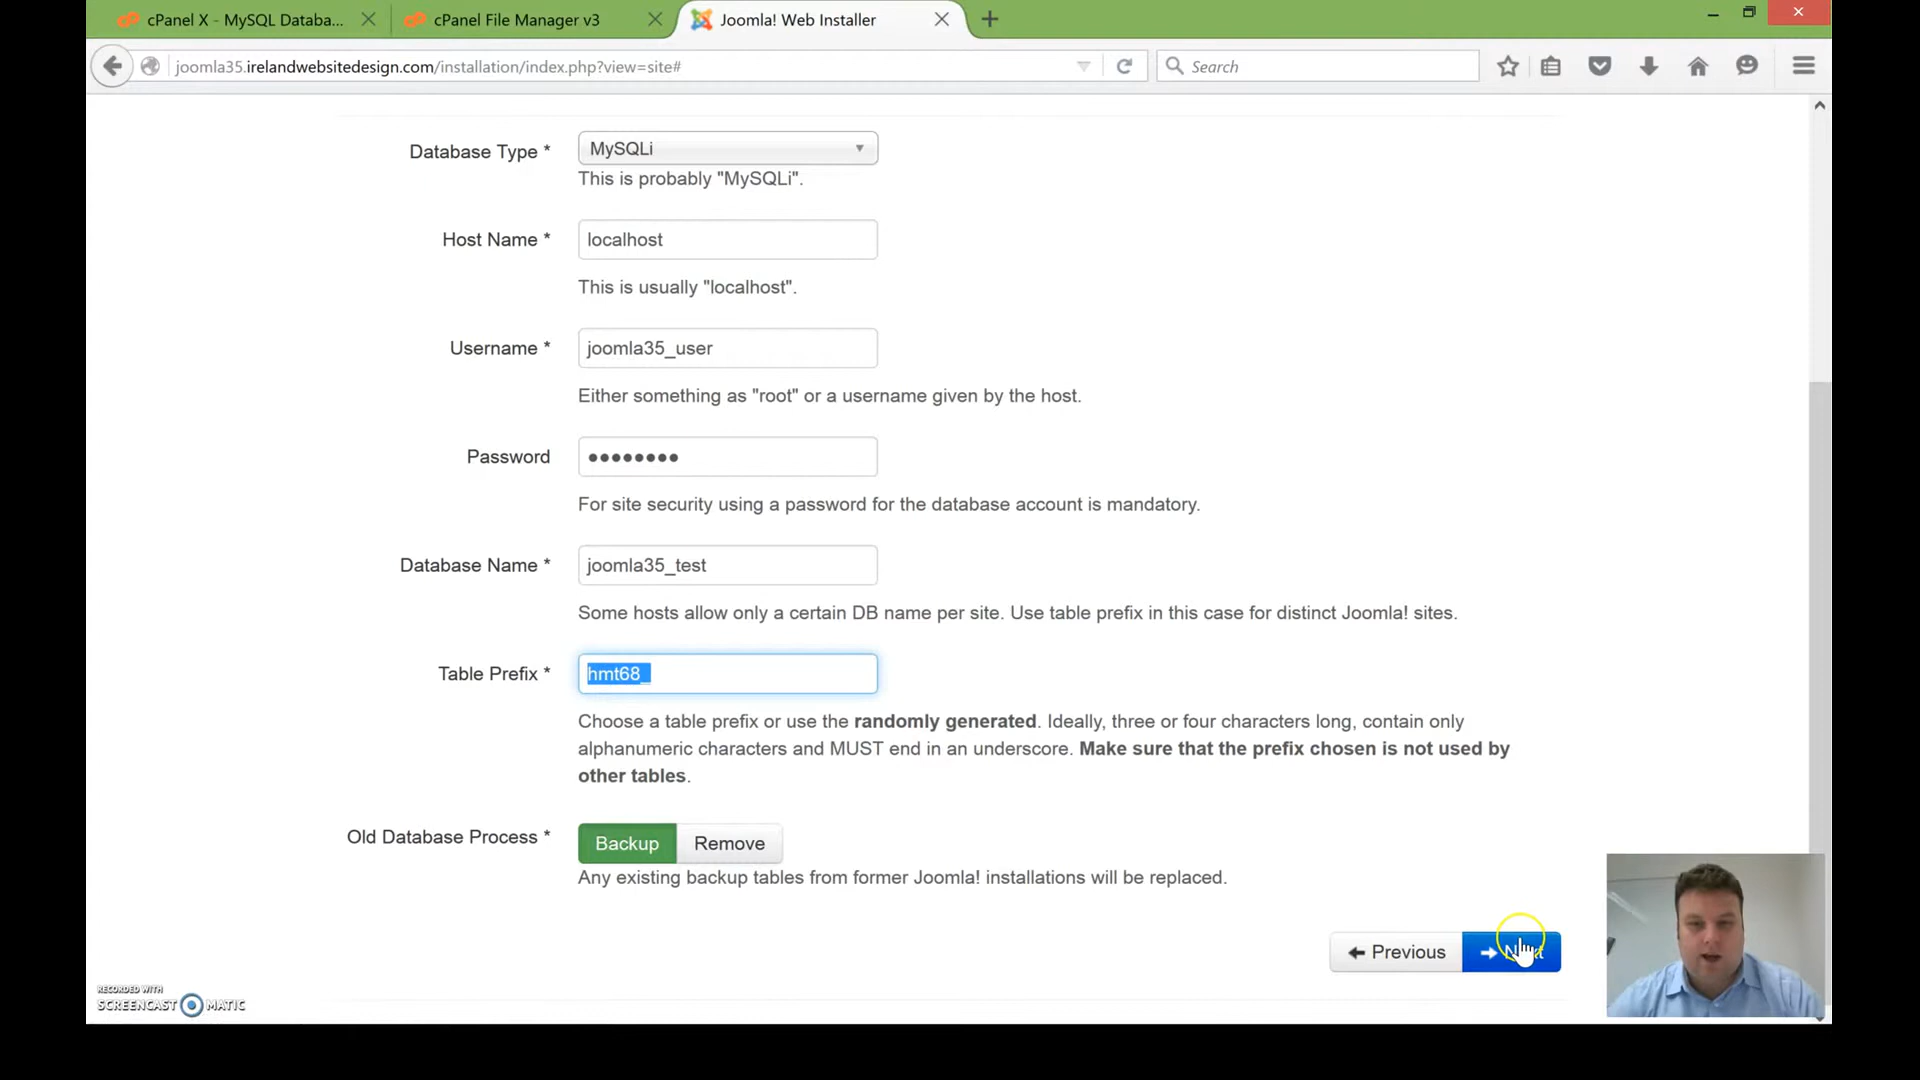 cPanel X - MySQL Databa...
cPanel File Manager v3
Joomla! Web Installer
joomla35.irelandwebsitedesign.com/installation/index.php?view=site#
Search
Database Type *
MySQLi
This is probably "MySQLi".
Host Name *
localhost
This is usually "localhost".
Username *
joomla35_user
Either something as "root" or a username given by the host.
Password
For site security using a password for the database account is mandatory.
Database Name *
joomla35_test
Some hosts allow only a certain DB name per site. Use table prefix in this case for distinct Joomla! sites.
Table Prefix *
hmt68_
Choose a table prefix or use the randomly generated. Ideally, three or four characters long, contain only
alphanumeric characters and MUST end in an underscore. Make sure that the prefix chosen is not used by
other tables.
Old Database Process *
Backup
Remove
Any existing backup tables from former Joomla! installations will be replaced.
Previous
RECORDED WITH
SCREENCAST MATIC